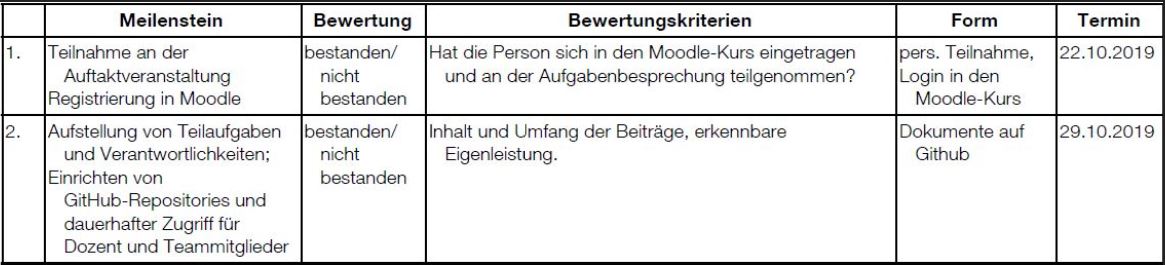 Meilenstein Bewertung Bewertungskriterien Form Termin
1. Teilnahme an der bestanden/ Hat die Person sich in den Moodle-Kurs eingetragen pers. Teilnahme, 22.10.2019
Auftaktveranstaltung nicht und an der Aufgabenbesprechung teilgenommen? Login in den
Registrierung in Moodle bestanden Moodle-Kurs
2. Aufstellung von Teilaufgaben bestanden/ Inhalt und Umfang der Beiträge, erkennbare Dokumente auf 29.10.2019
und Verantwortlichkeiten; nicht Eigenleistung. Github
Einrichten von bestanden
GitHub-Repositories und
dauerhafter Zugriff für
Dozent und Teammitglieder